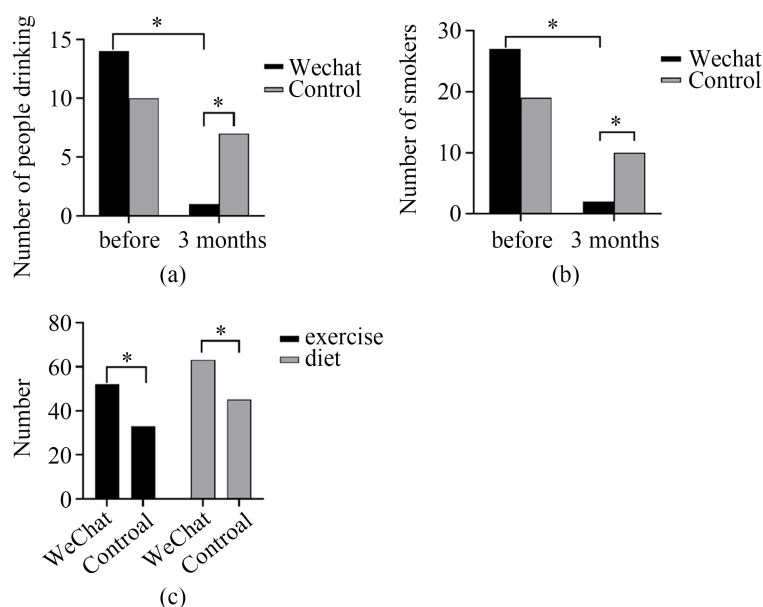 Number of people drinking
15
10
5
0
*
*
Wechat
Control
before 3 months
(a)
Number of smokers
30
20
10
0
*
*
Wechat
Control
before 3 months
(b)
Number
80
60
40
20
0
*
*
exercise
diet
WeChat Controal WeChat Controal
(c)